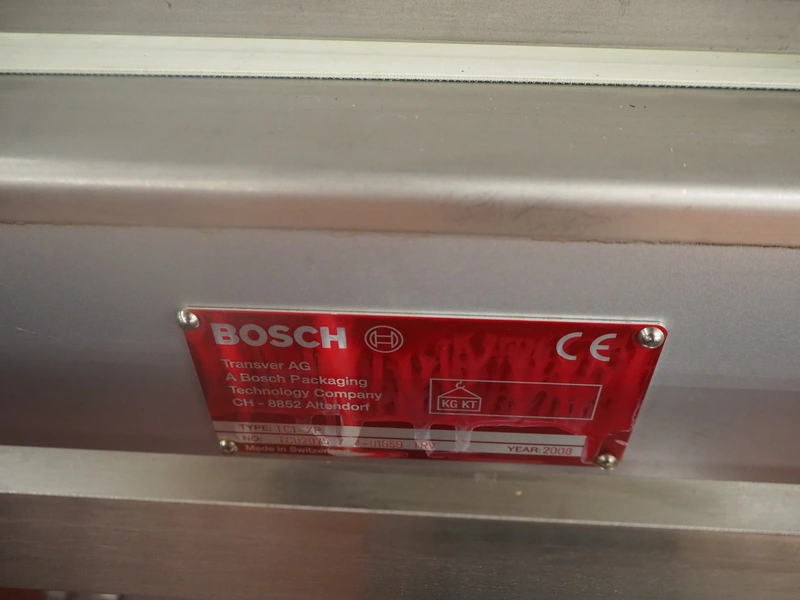 BOSCH
CE
Transver AG
A Bosch Packaging
Technology Company
CH - 8852 Altendorf
KG KT
TYPE:
NO:
YEAR: 2008
Made in Switzerland